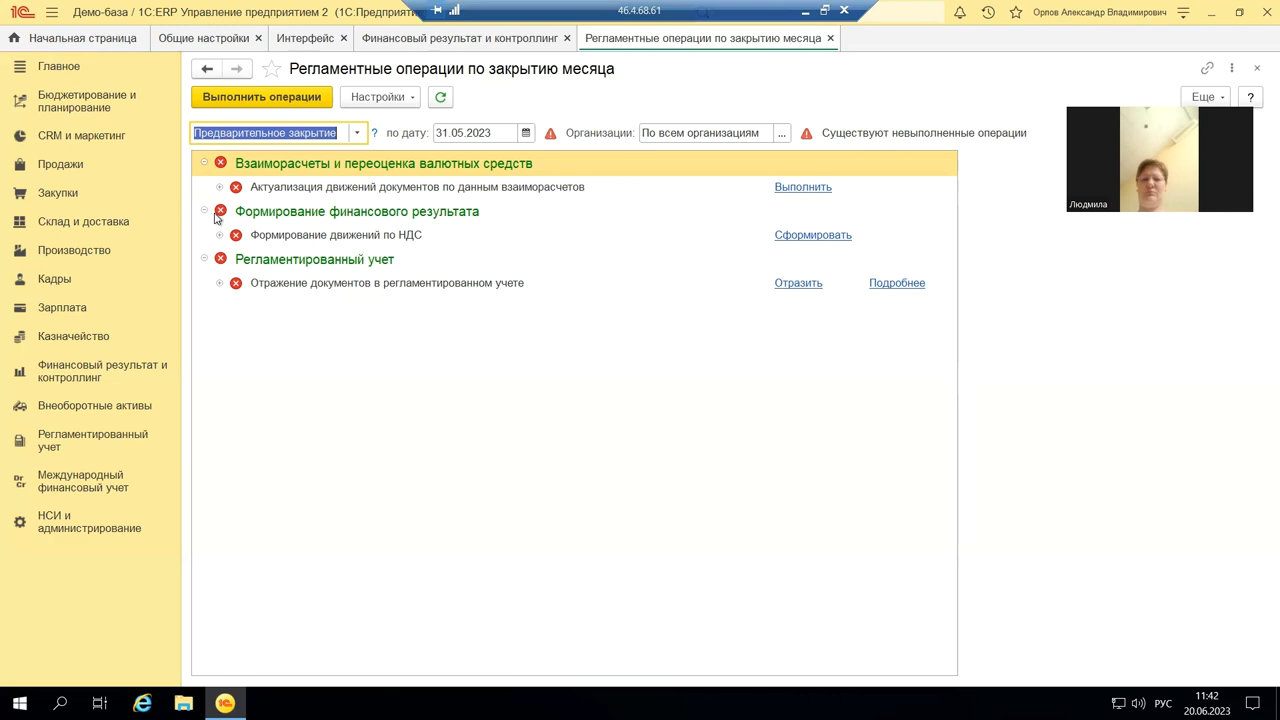 Демо-база / 1С:ERP Управление предприятием 2 (1С:Предприят
46.4.68.61
Орлов Александр Владимирович
Начальная страница
Общие настройки
Интерфейс
Финансовый результат и контроллинг
Регламентные операции по закрытию месяца
Главное
Бюджетирование и
планирование
CRM и маркетинг
Продажи
Закупки
Склад и доставка
Производство
Кадры
Зарплата
Казначейство
Финансовый результат и
контроллинг
Внеоборотные активы
Регламентированный
учет
Dr
Cr
Международный
финансовый учет
НСИ и
администрирование
Регламентные операции по закрытию месяца
Выполнить операции
Настройки
Еще
?
Предварительное закрытие
? по дату: 31.05.2023
Организации: По всем организациям ...
Существуют невыполненные операции
Взаиморасчеты и переоценка валютных средств
Актуализация движений документов по данным взаиморасчетов Выполнить
Формирование финансового результата
Формирование движений по НДС Сформировать
Регламентированный учет
Отражение документов в регламентированном учете Отразить Подробнее
Людмила
РУС
11:42
20.06.2023